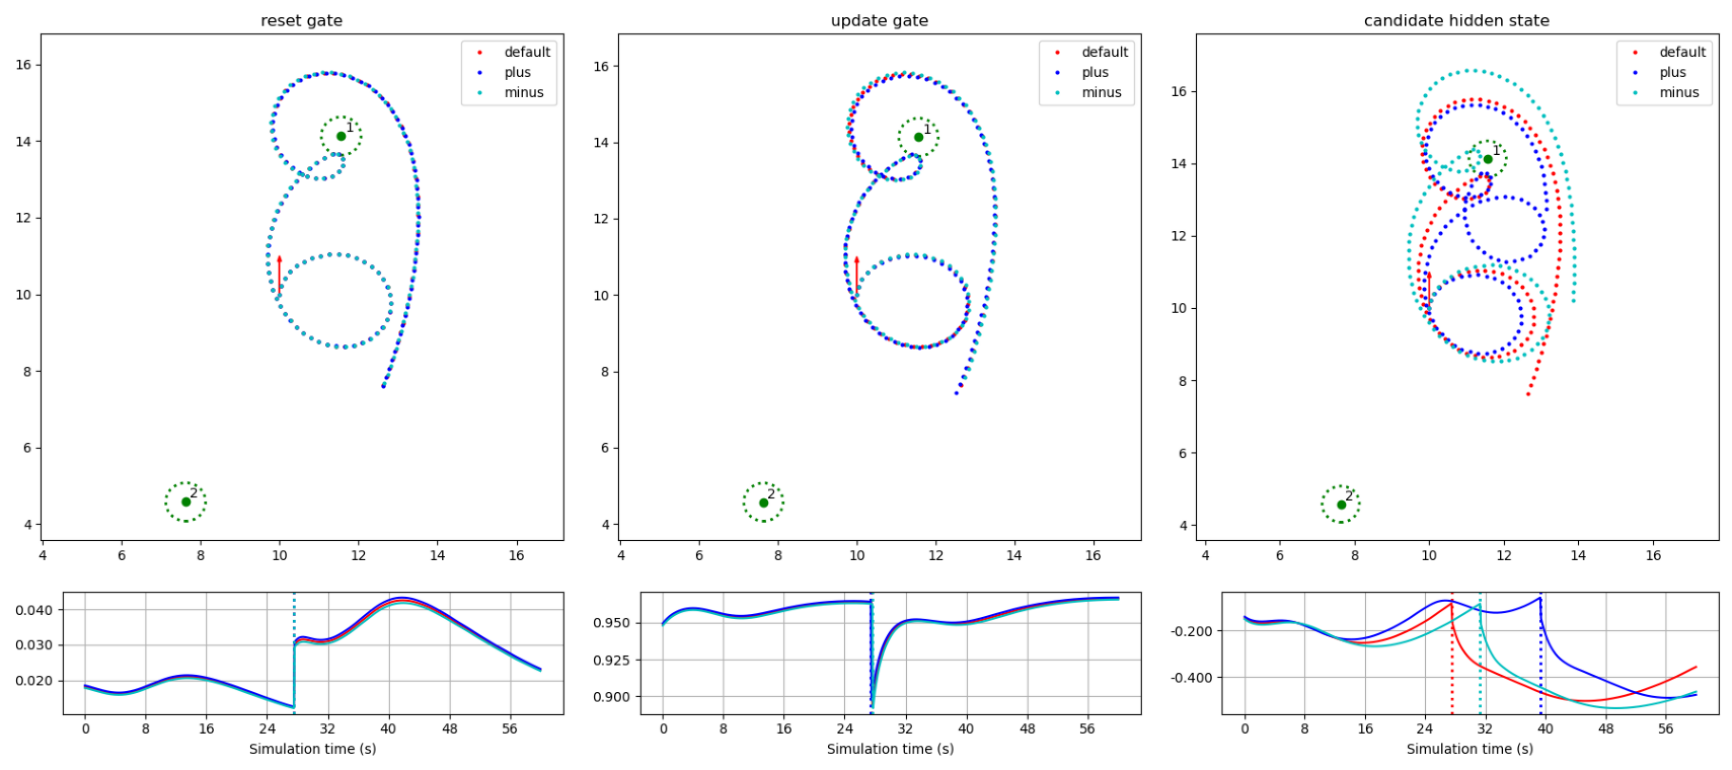 reset gate
update gate
candidate hidden state
default
plus
minus
default
plus
minus
default
plus
minus
16
14
12
10
8
6
4
1
2
4 6 8 10 12 14 16
16
14
12
10
8
6
4
1
2
4 6 8 10 12 14 16
16
14
12
10
8
6
4
1
2
4 6 8 10 12 14 16
0.040
0.030
0.020
0 8 16 24 32 40 48 56
Simulation time (s)
0.950
0.925
0.900
0 8 16 24 32 40 48 56
Simulation time (s)
-0.200
-0.400
0 8 16 24 32 40 48 56
Simulation time (s)